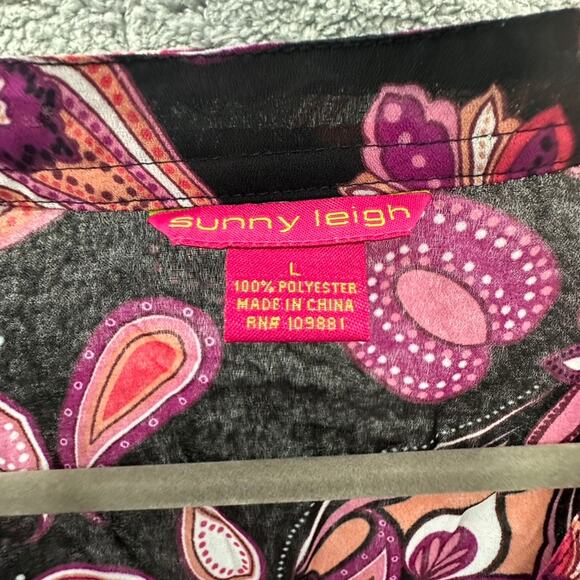 sunny leigh
L
100% POLYESTER
MADE IN CHINA
RN# 109881